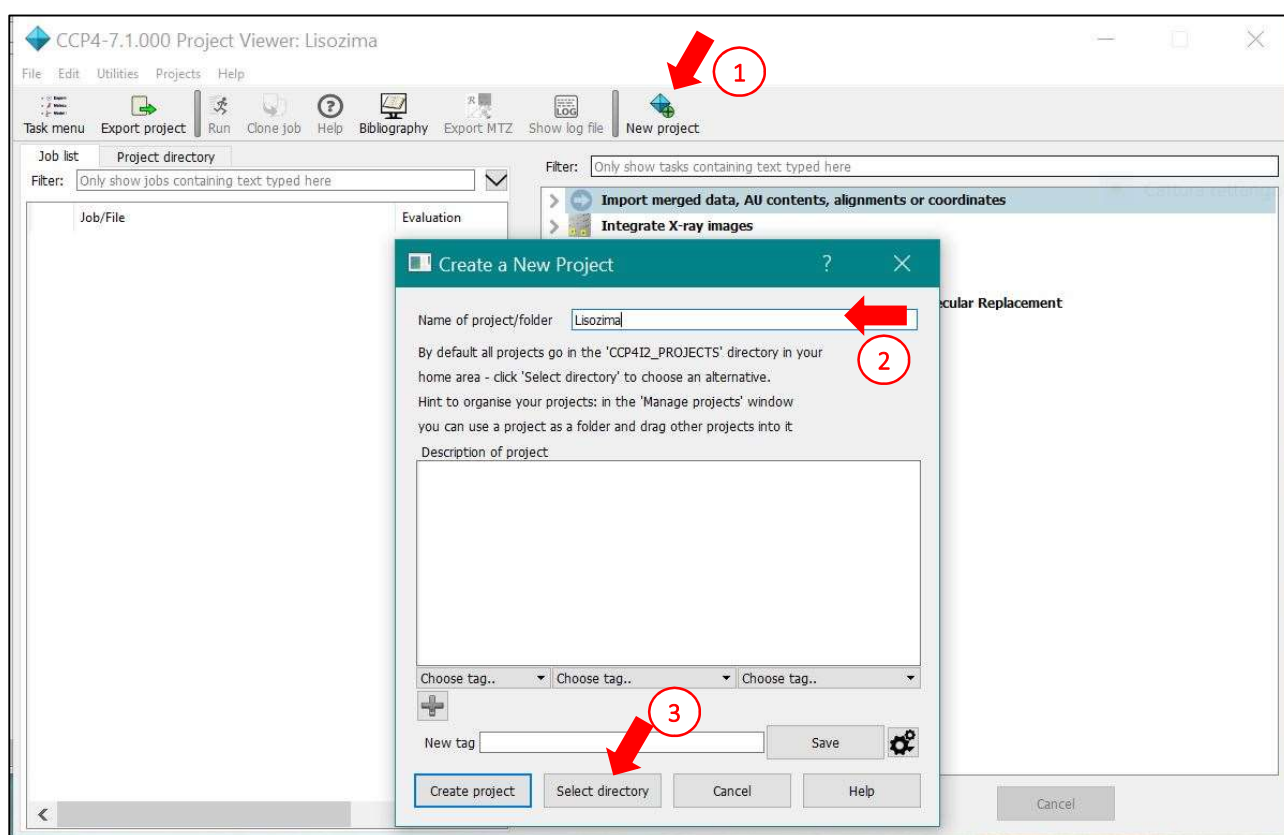 CCP4-7.1.000 Project Viewer: Lisozima
File Edit Utilities Projects Help
1
Task menu Export project Run Clone job Help Bibliography Export MTZ Show log file New project
LOG
Job list Project directory
Filter: Only show jobs containing text typed here
Filter: Only show tasks containing text typed here
Job/File Evaluation
Import merged data, AU contents, alignments or coordinates
Integrate X-ray images
ecular Replacement
Create a New Project ? 
Name of project/folder Lisozima
2
By default all projects go in the 'CCP4I2_PROJECTS' directory in your
home area - click 'Select directory' to choose an alternative.
Hint to organise your projects: in the 'Manage projects' window
you can use a project as a folder and drag other projects into it
Description of project
Choose tag.. Choose tag.. Choose tag..
3
New tag Save
Create project Select directory Cancel Help
Cancel